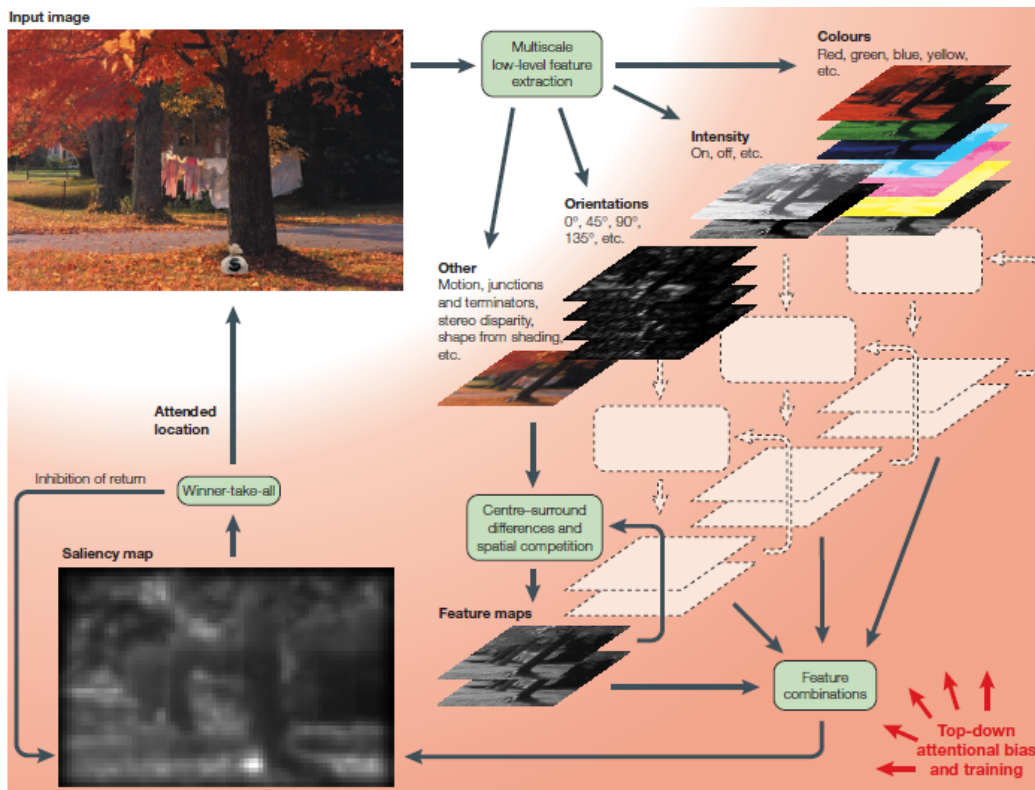 Input image
$
Multiscale
low-level feature
extraction
Colours
Red, green, blue, yellow,
etc.
Intensity
On, off, etc.
Orientations
0°, 45°, 90°,
135°, etc.
Other
Motion, junctions
and terminators,
stereo disparity,
shape from shading,
etc.
Attended
location
Inhibition of return
Winner-take-all
Centre–surround
differences and
spatial competition
Saliency map
Feature maps
Feature
combinations
Top-down
attentional bias
and training